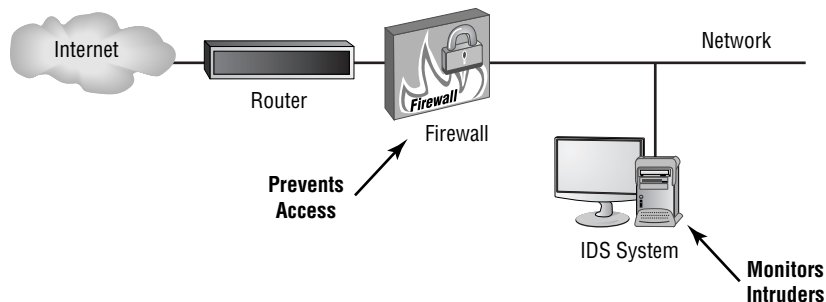 Internet
Network
Router
Firewall
Firewall
Prevents
Access
IDS System
Monitors
Intruders